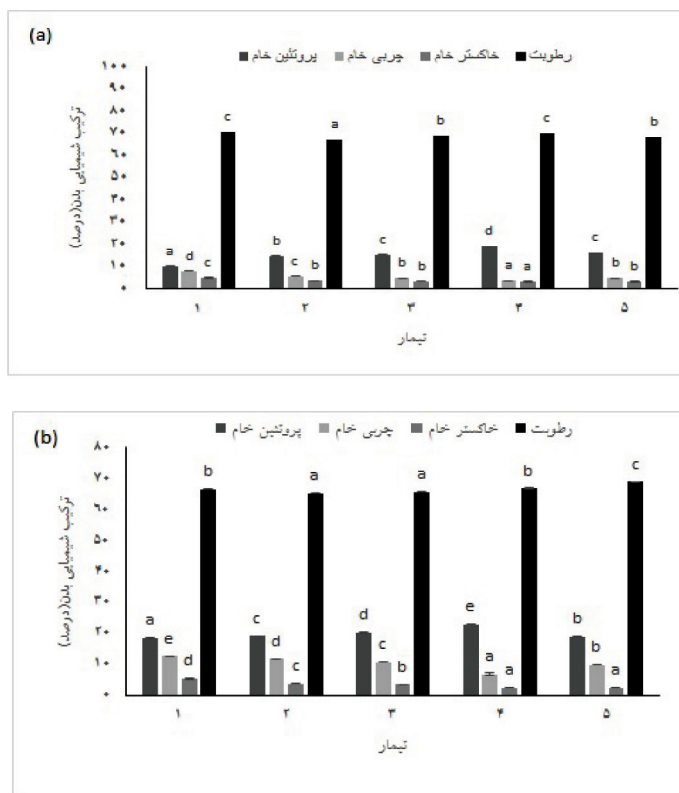 (a)
پروتئین خام چربی خام خاکستر خام رطوبت
ترکیب شیمیایی بدن(درصد)
۱۰۰
۹۰
۸۰
۷۰
۶۰
۵۰
۴۰
۳۰
۲۰
۱۰
۰
a d c c
b c b a
c b b b
d a a c
c b b b
۱ ۲ ۳ ۴ ۵
تیمار
(b)
پروتئین خام چربی خام خاکستر خام رطوبت
ترکیب شیمیایی بدن(درصد)
۸۰
۷۰
۶۰
۵۰
۴۰
۳۰
۲۰
۱۰
۰
a e d b
c d c a
d c b a
e a a b
b b a c
۱ ۲ ۳ ۴ ۵
تیمار